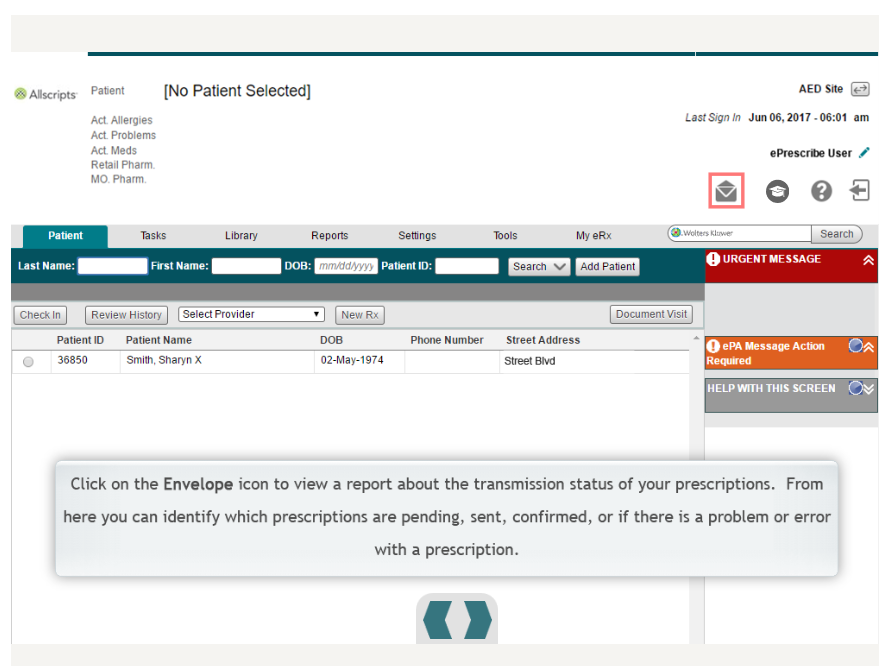 Allscripts
Patient [No Patient Selected]
Act. Allergies
Act. Problems
Act. Meds
Retail Pharm.
MO. Pharm.
AED Site
Last Sign In Jun 06, 2017 - 06:01 am
ePrescribe User
Patient Tasks Library Reports Settings Tools My eRx Wolters Kluwer Search
Last Name: First Name: DOB: mm/dd/yyyy Patient ID: Search Add Patient
URGENT MESSAGE
Check In Review History Select Provider New Rx Document Visit
Patient ID Patient Name DOB Phone Number Street Address
36850 Smith, Sharyn X 02-May-1974 Street Blvd
ePA Message Action
Required
HELP WITH THIS SCREEN
Click on the Envelope icon to view a report about the transmission status of your prescriptions. From
here you can identify which prescriptions are pending, sent, confirmed, or if there is a problem or error
with a prescription.